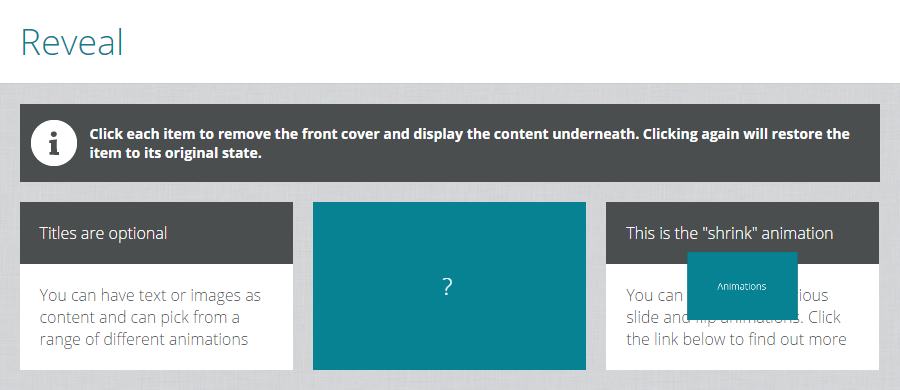 Reveal
Click each item to remove the front cover and display the content underneath. Clicking again will restore the
item to its original state.
Titles are optional
You can have text or images as
content and can pick from a
range of different animations
?
This is the "shrink" animation
Animations
You can
slide and flip animations. Click
the link below to find out more